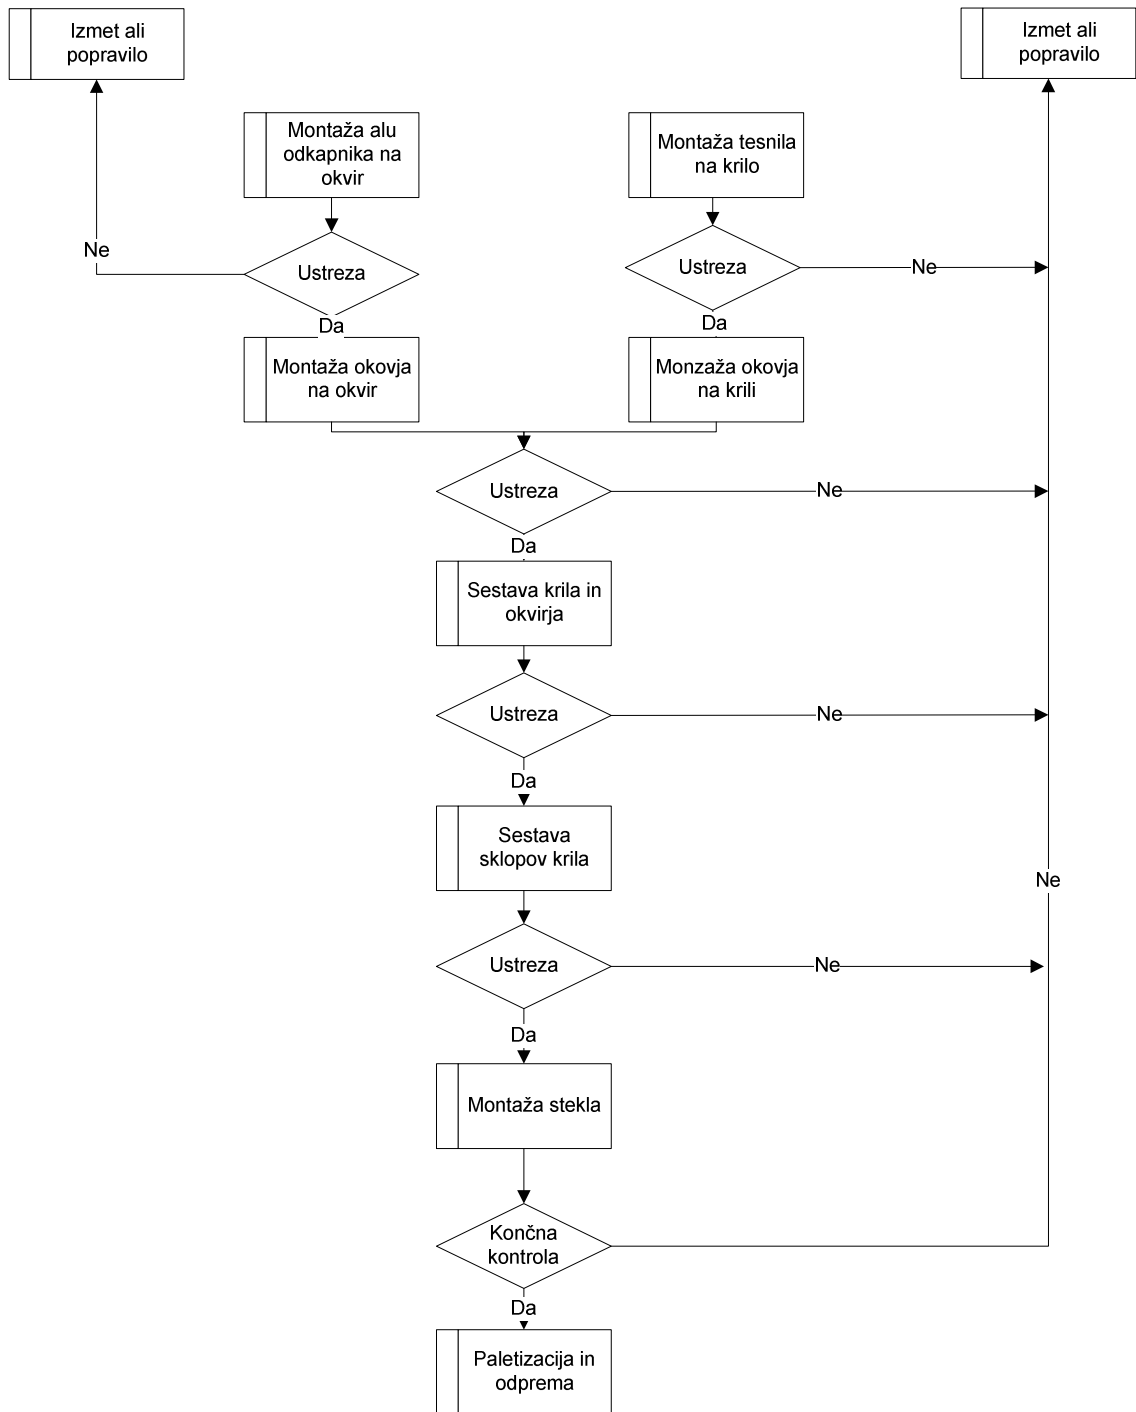 Izmet ali
popravilo
Izmet ali
popravilo
Montaža alu
odkapnika na
okvir
Montaža tesnila
na krilo
Ne
Ustreza
Ustreza
Ne
Da
Da
Montaža okovja
na okvir
Monzaža okovja
na krili
Ustreza
Ne
Da
Sestava krila in
okvirja
Ustreza
Ne
Da
Sestava
sklopov krila
Ne
Ustreza
Ne
Da
Montaža stekla
Končna
kontrola
Da
Paletizacija in
odprema